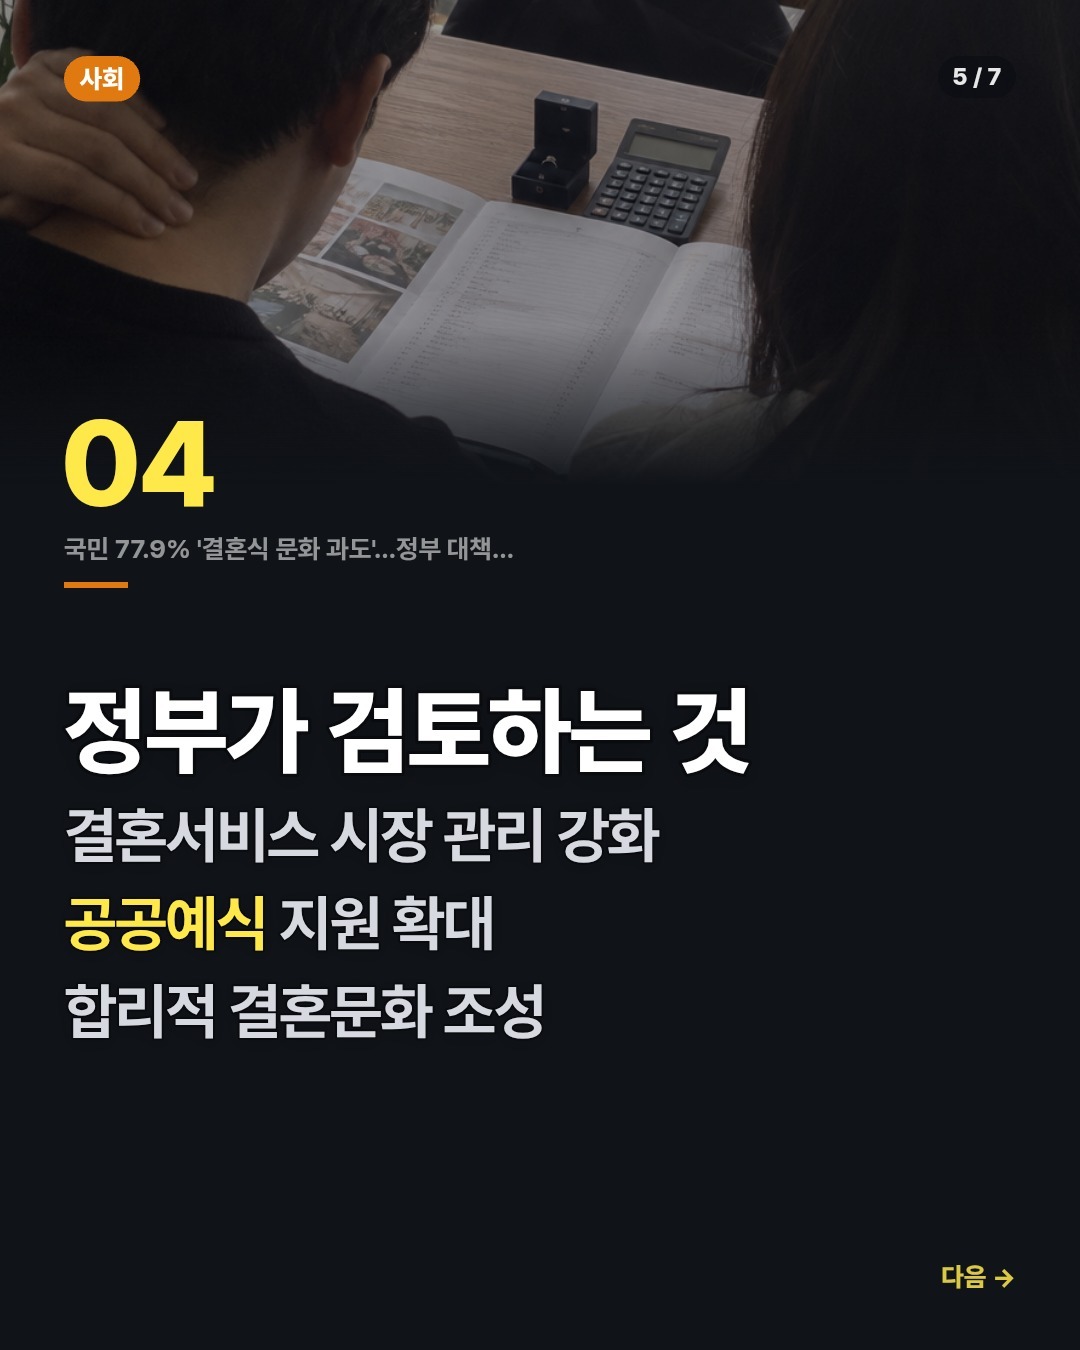 사회
5 / 7
04
국민 77.9% '결혼식 문화 과도'...정부 대책...
정부가 검토하는 것
결혼서비스 시장 관리 강화
공공예식 지원 확대
합리적 결혼문화 조성
다음 →